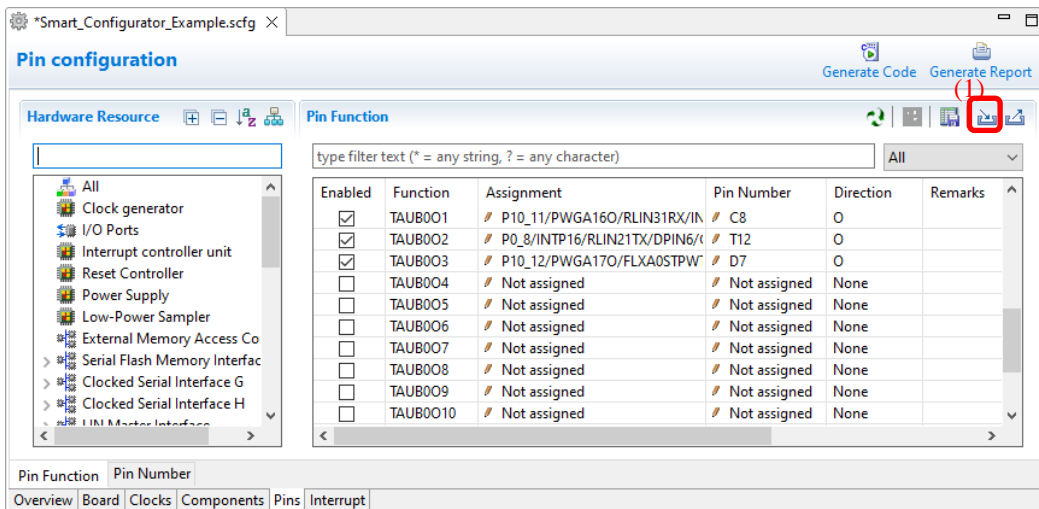 *Smart_Configurator_Example.scfg
Pin configuration
Generate Code Generate Report
(1)
Hardware Resource
Pin Function
type filter text (* = any string, ? = any character)
All
All
Clock generator
I/O Ports
Interrupt controller unit
Reset Controller
Power Supply
Low-Power Sampler
External Memory Access Co
Serial Flash Memory Interfac
Clocked Serial Interface G
Clocked Serial Interface H
LIN Master Interface
Enabled Function Assignment Pin Number Direction Remarks
TAUB0O1 P10_11/PWGA16O/RLIN31RX/IN C8 O
TAUB0O2 P0_8/INTP16/RLIN21TX/DPIN6/ T12 O
TAUB0O3 P10_12/PWGA17O/FLXA0STPW D7 O
TAUB0O4 Not assigned Not assigned None
TAUB0O5 Not assigned Not assigned None
TAUB0O6 Not assigned Not assigned None
TAUB0O7 Not assigned Not assigned None
TAUB0O8 Not assigned Not assigned None
TAUB0O9 Not assigned Not assigned None
TAUB0O10 Not assigned Not assigned None
Pin Function Pin Number
Overview Board Clocks Components Pins Interrupt